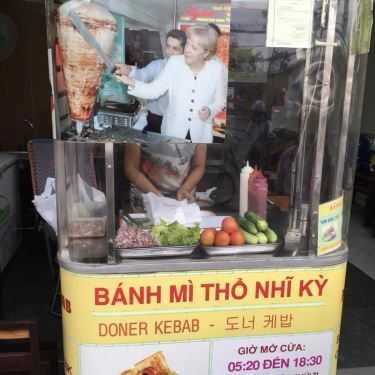 BÁNH MÌ THỔ NHĨ KỲ
DONER KEBAB - 도너 케밥
GIỜ MỞ CỬA:
05:20 ĐẾN 18:30